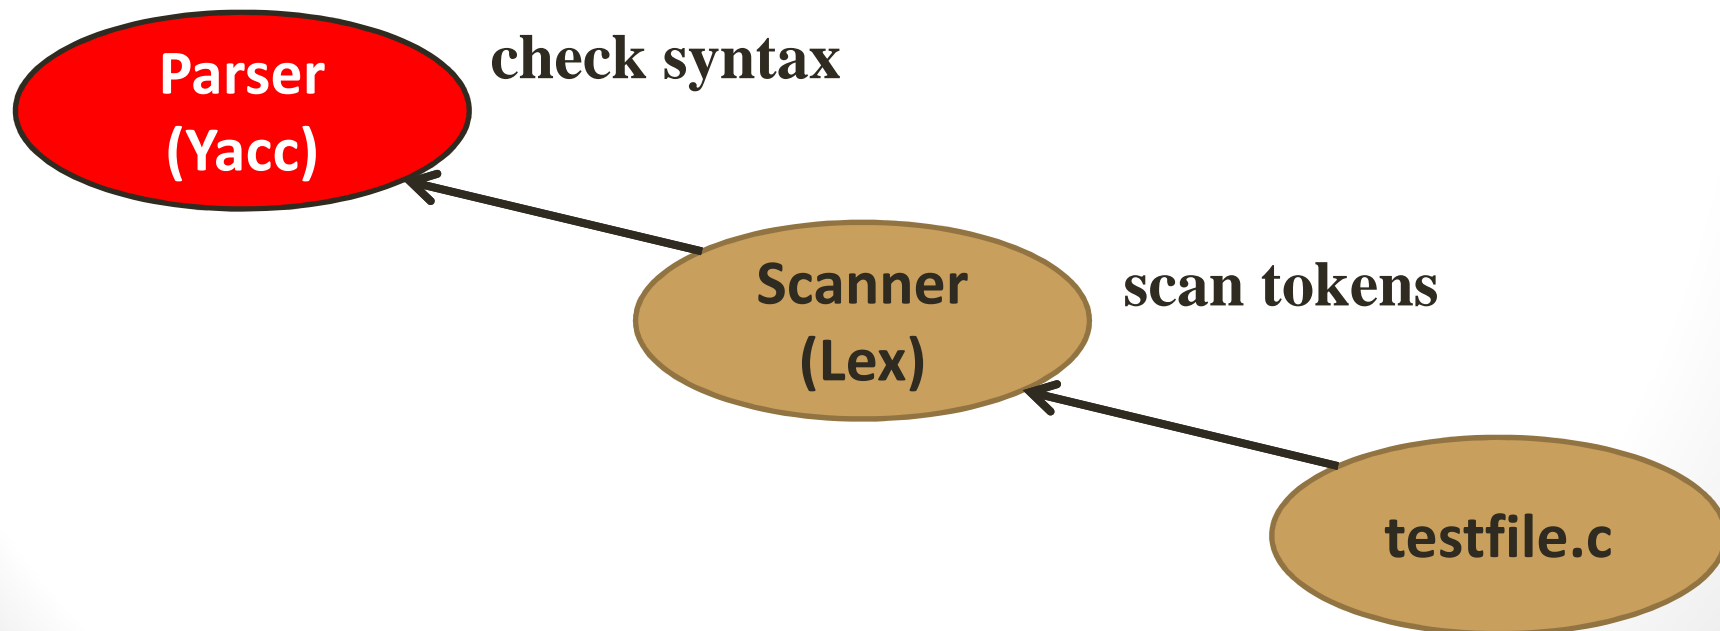 Parser
(Yacc)
check syntax
Scanner
(Lex)
scan tokens
testfile.c